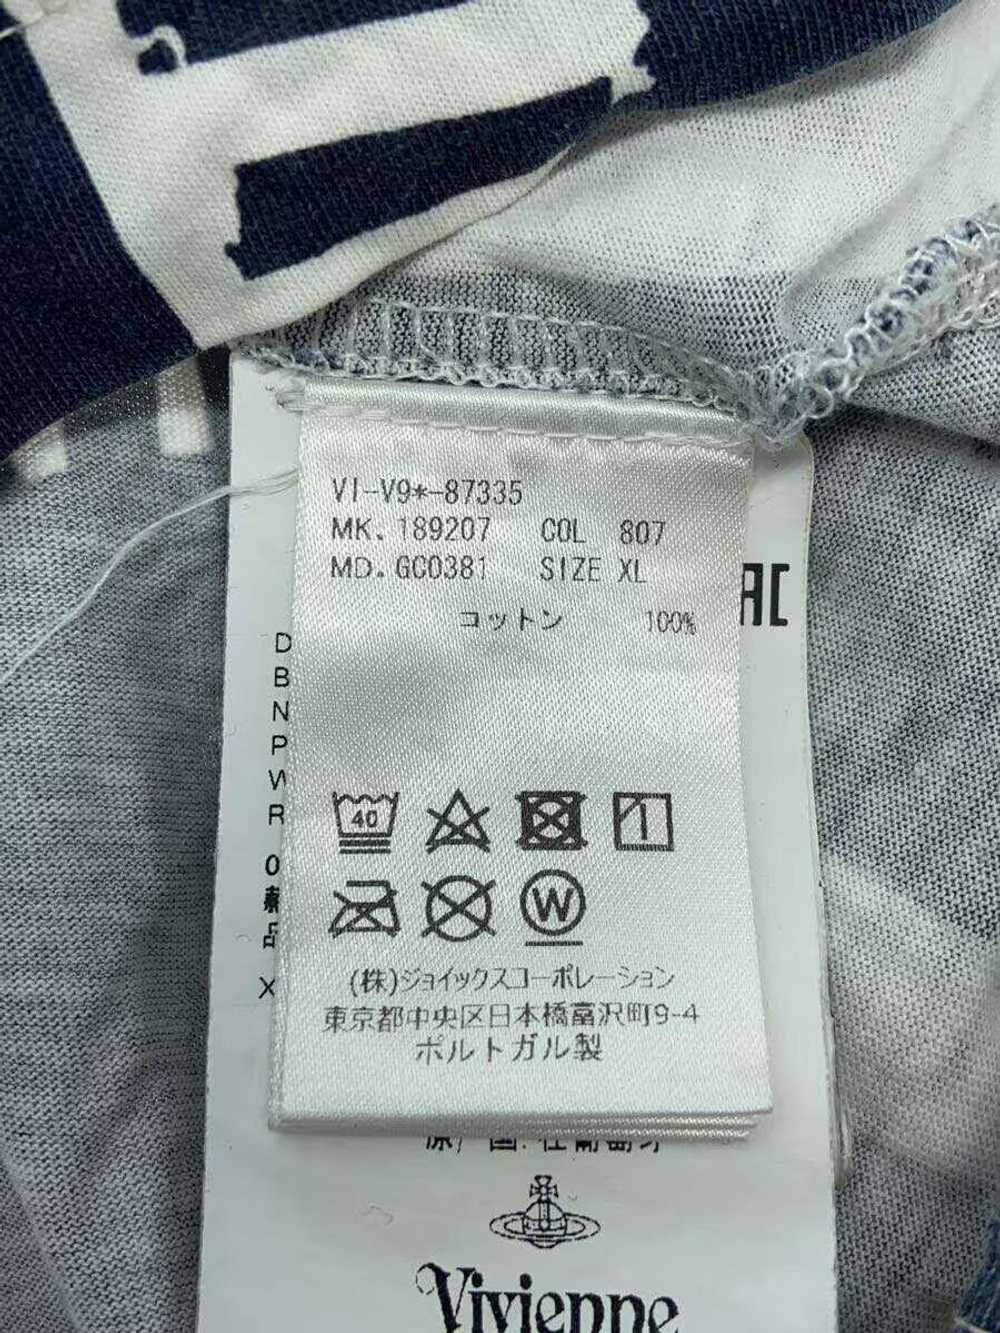 VI-V9*-87335
MK. 189207 COL 807
MD. GC0381 SIZE XL
コットン 100%
D
B
N
P
W
R
40
W
(株)ジョイックスコーポレーション
東京都中央区日本橋富沢町9-4
ポルトガル製
X
Vivienne